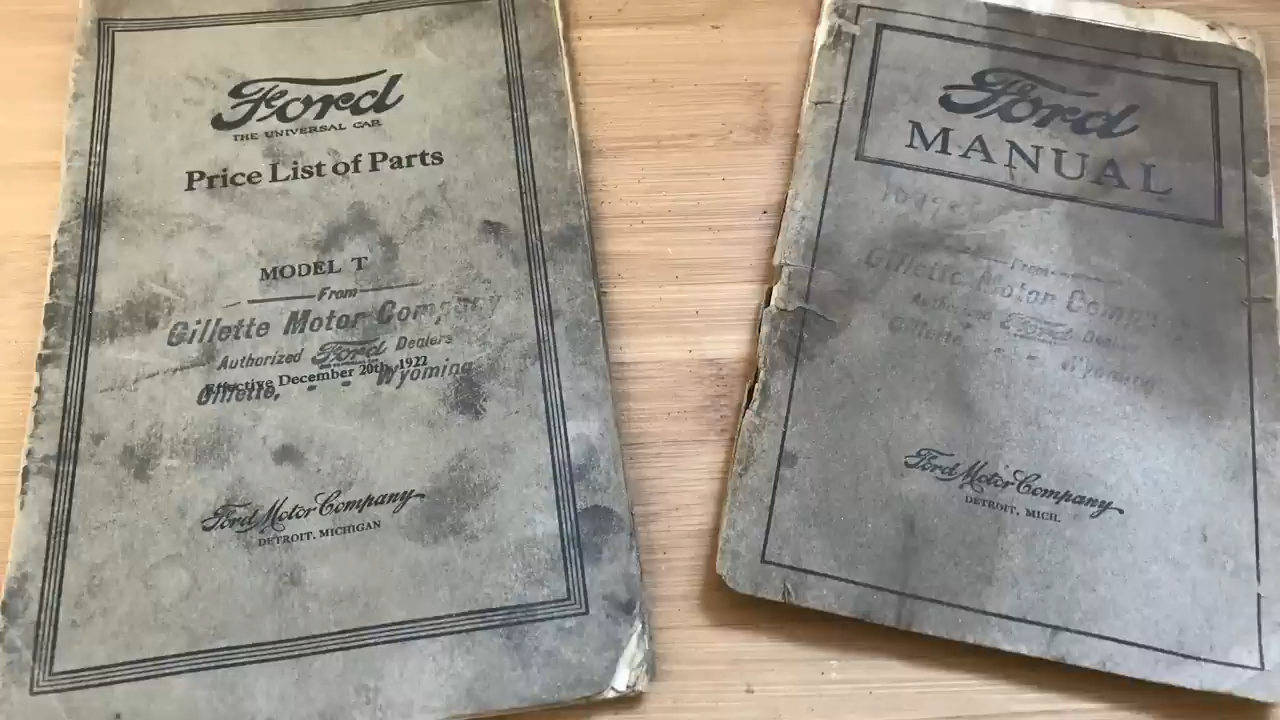 Ford
THE UNIVERSAL CAR
Price List of Parts
MODEL T
From
Gillette Motor Company
Authorized Ford Dealers
Effective December 20th, 1922
Gillette, - - Wyoming
Ford Motor Company
DETROIT, MICHIGAN
Ford
MANUAL
From
Gillette Motor Company
Authorized Ford Dealers
Gillette - - Wyoming
Ford Motor Company
DETROIT, MICH.